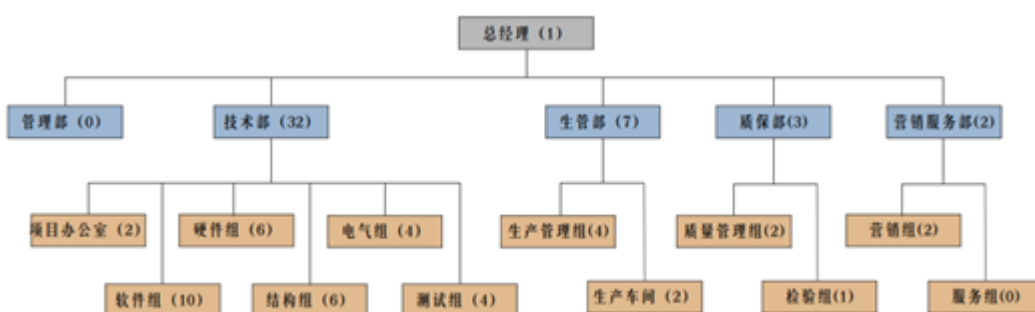 总经理（1）
管理部（0） 技术部（32） 生管部（7） 质保部(3) 营销服务部(2)
项目办公室（2） 硬件组（6） 电气组（4） 生产管理组(4) 质量管理组(2) 营销组(2)
软件组（10） 结构组（6） 测试组（4） 生产车间（2） 检验组(1) 服务组(0)